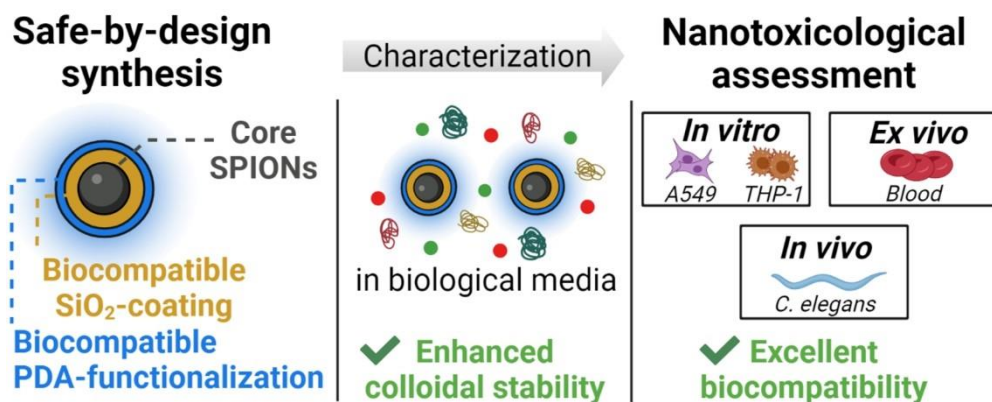 Safe-by-design
synthesis
Core
SPIONs
Biocompatible
SiO₂-coating
Biocompatible
PDA-functionalization
Characterization
in biological media
Enhanced
colloidal stability
Nanotoxicological
assessment
In vitro
A549 THP-1
Ex vivo
Blood
In vivo
C. elegans
Excellent
biocompatibility